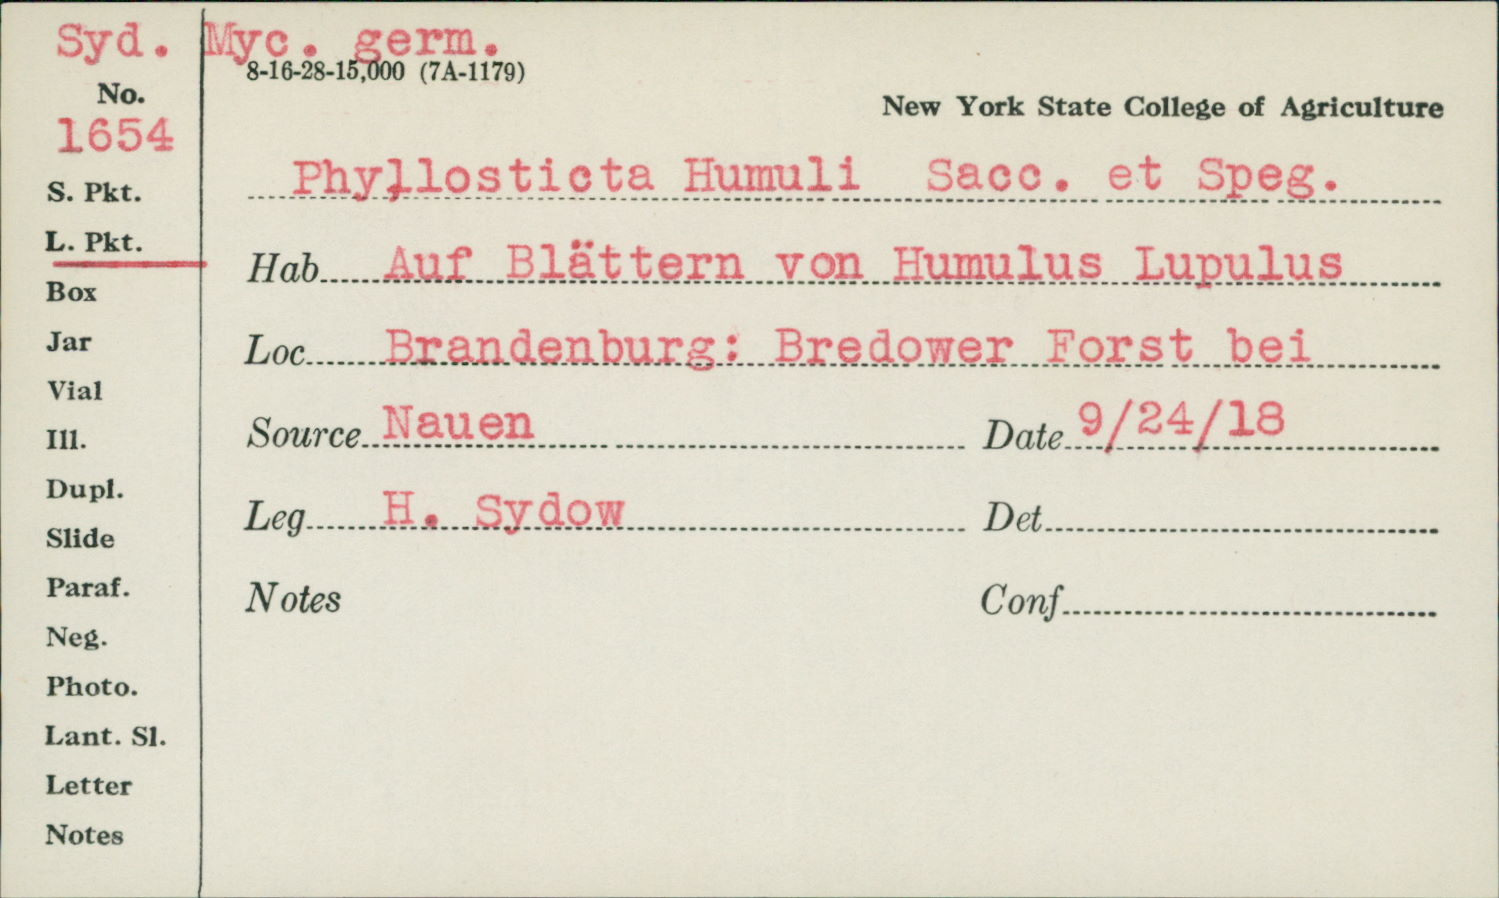 Syd. Myc. germ.
8-16-28-15,000 (7A-1179)
No.
New York State College of Agriculture
1654
Phyllosticta Humuli Sacc. et Speg.
S. Pkt.
L. Pkt.
Hab Auf Blättern von Humulus Lupulus
Box
Jar
Loc Brandenburg: Bredower Forst bei
Vial
Source Nauen Date 9/24/18
Ill.
Dupl.
Leg H. Sydow Det
Slide
Paraf.
Notes Conf
Neg.
Photo.
Lant. Sl.
Letter
Notes